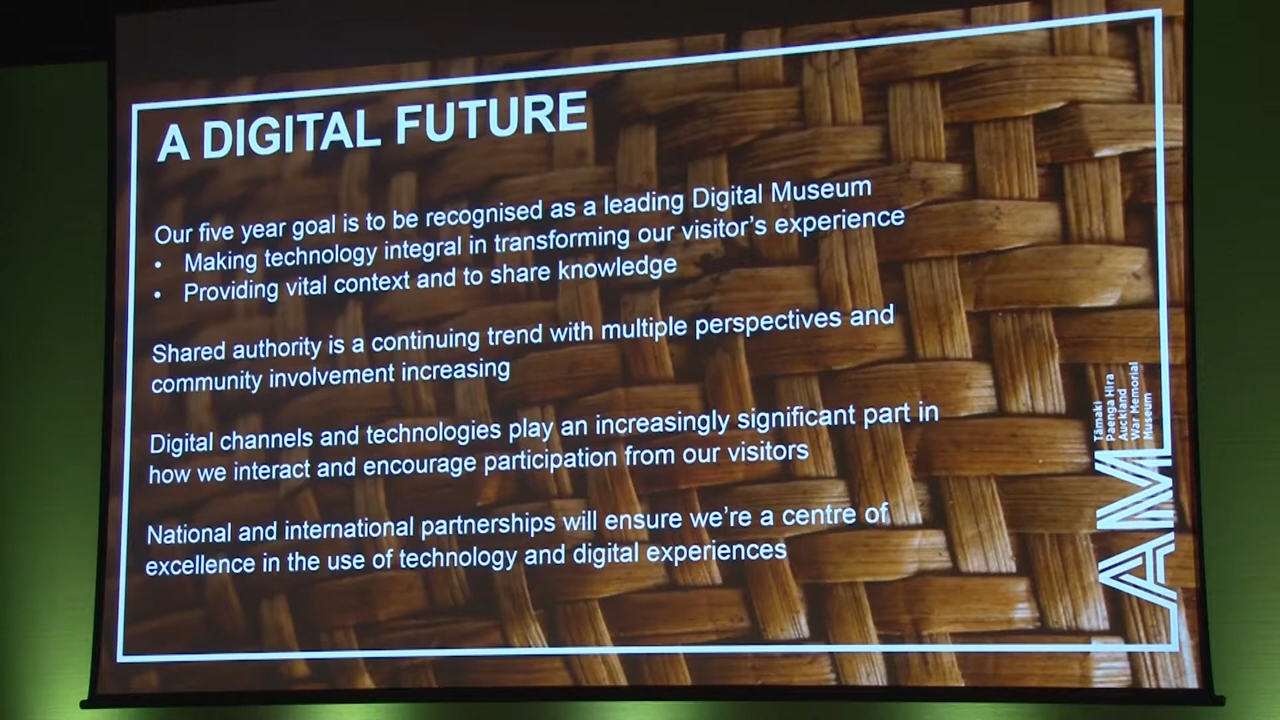 A DIGITAL FUTURE
Our five year goal is to be recognised as a leading Digital Museum
• Making technology integral in transforming our visitor's experience
• Providing vital context and to share knowledge
Shared authority is a continuing trend with multiple perspectives and
community involvement increasing
Digital channels and technologies play an increasingly significant part in
how we interact and encourage participation from our visitors
National and international partnerships will ensure we're a centre of
excellence in the use of technology and digital experiences
AM
Tāmaki
Paenga Hira
Auckland
War Memorial
Museum